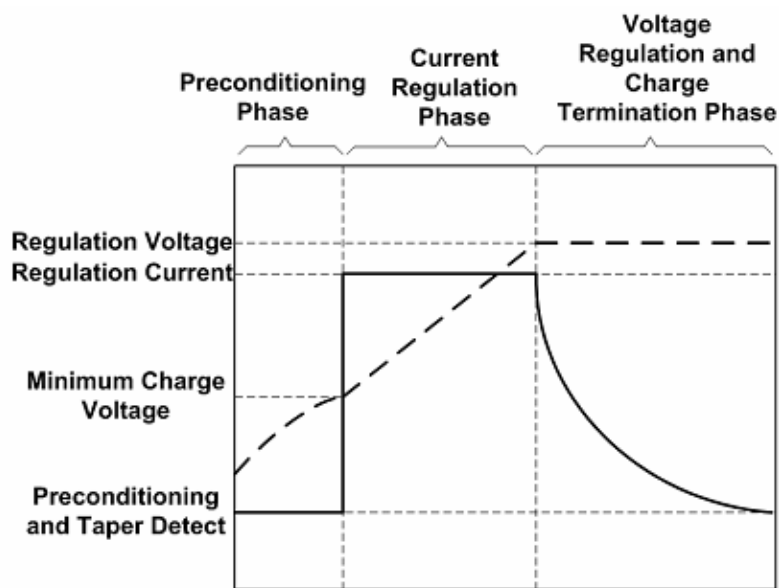 Preconditioning
Phase
Current
Regulation
Phase
Voltage
Regulation and
Charge
Termination Phase
Regulation Voltage
Regulation Current
Minimum Charge
Voltage
Preconditioning
and Taper Detect